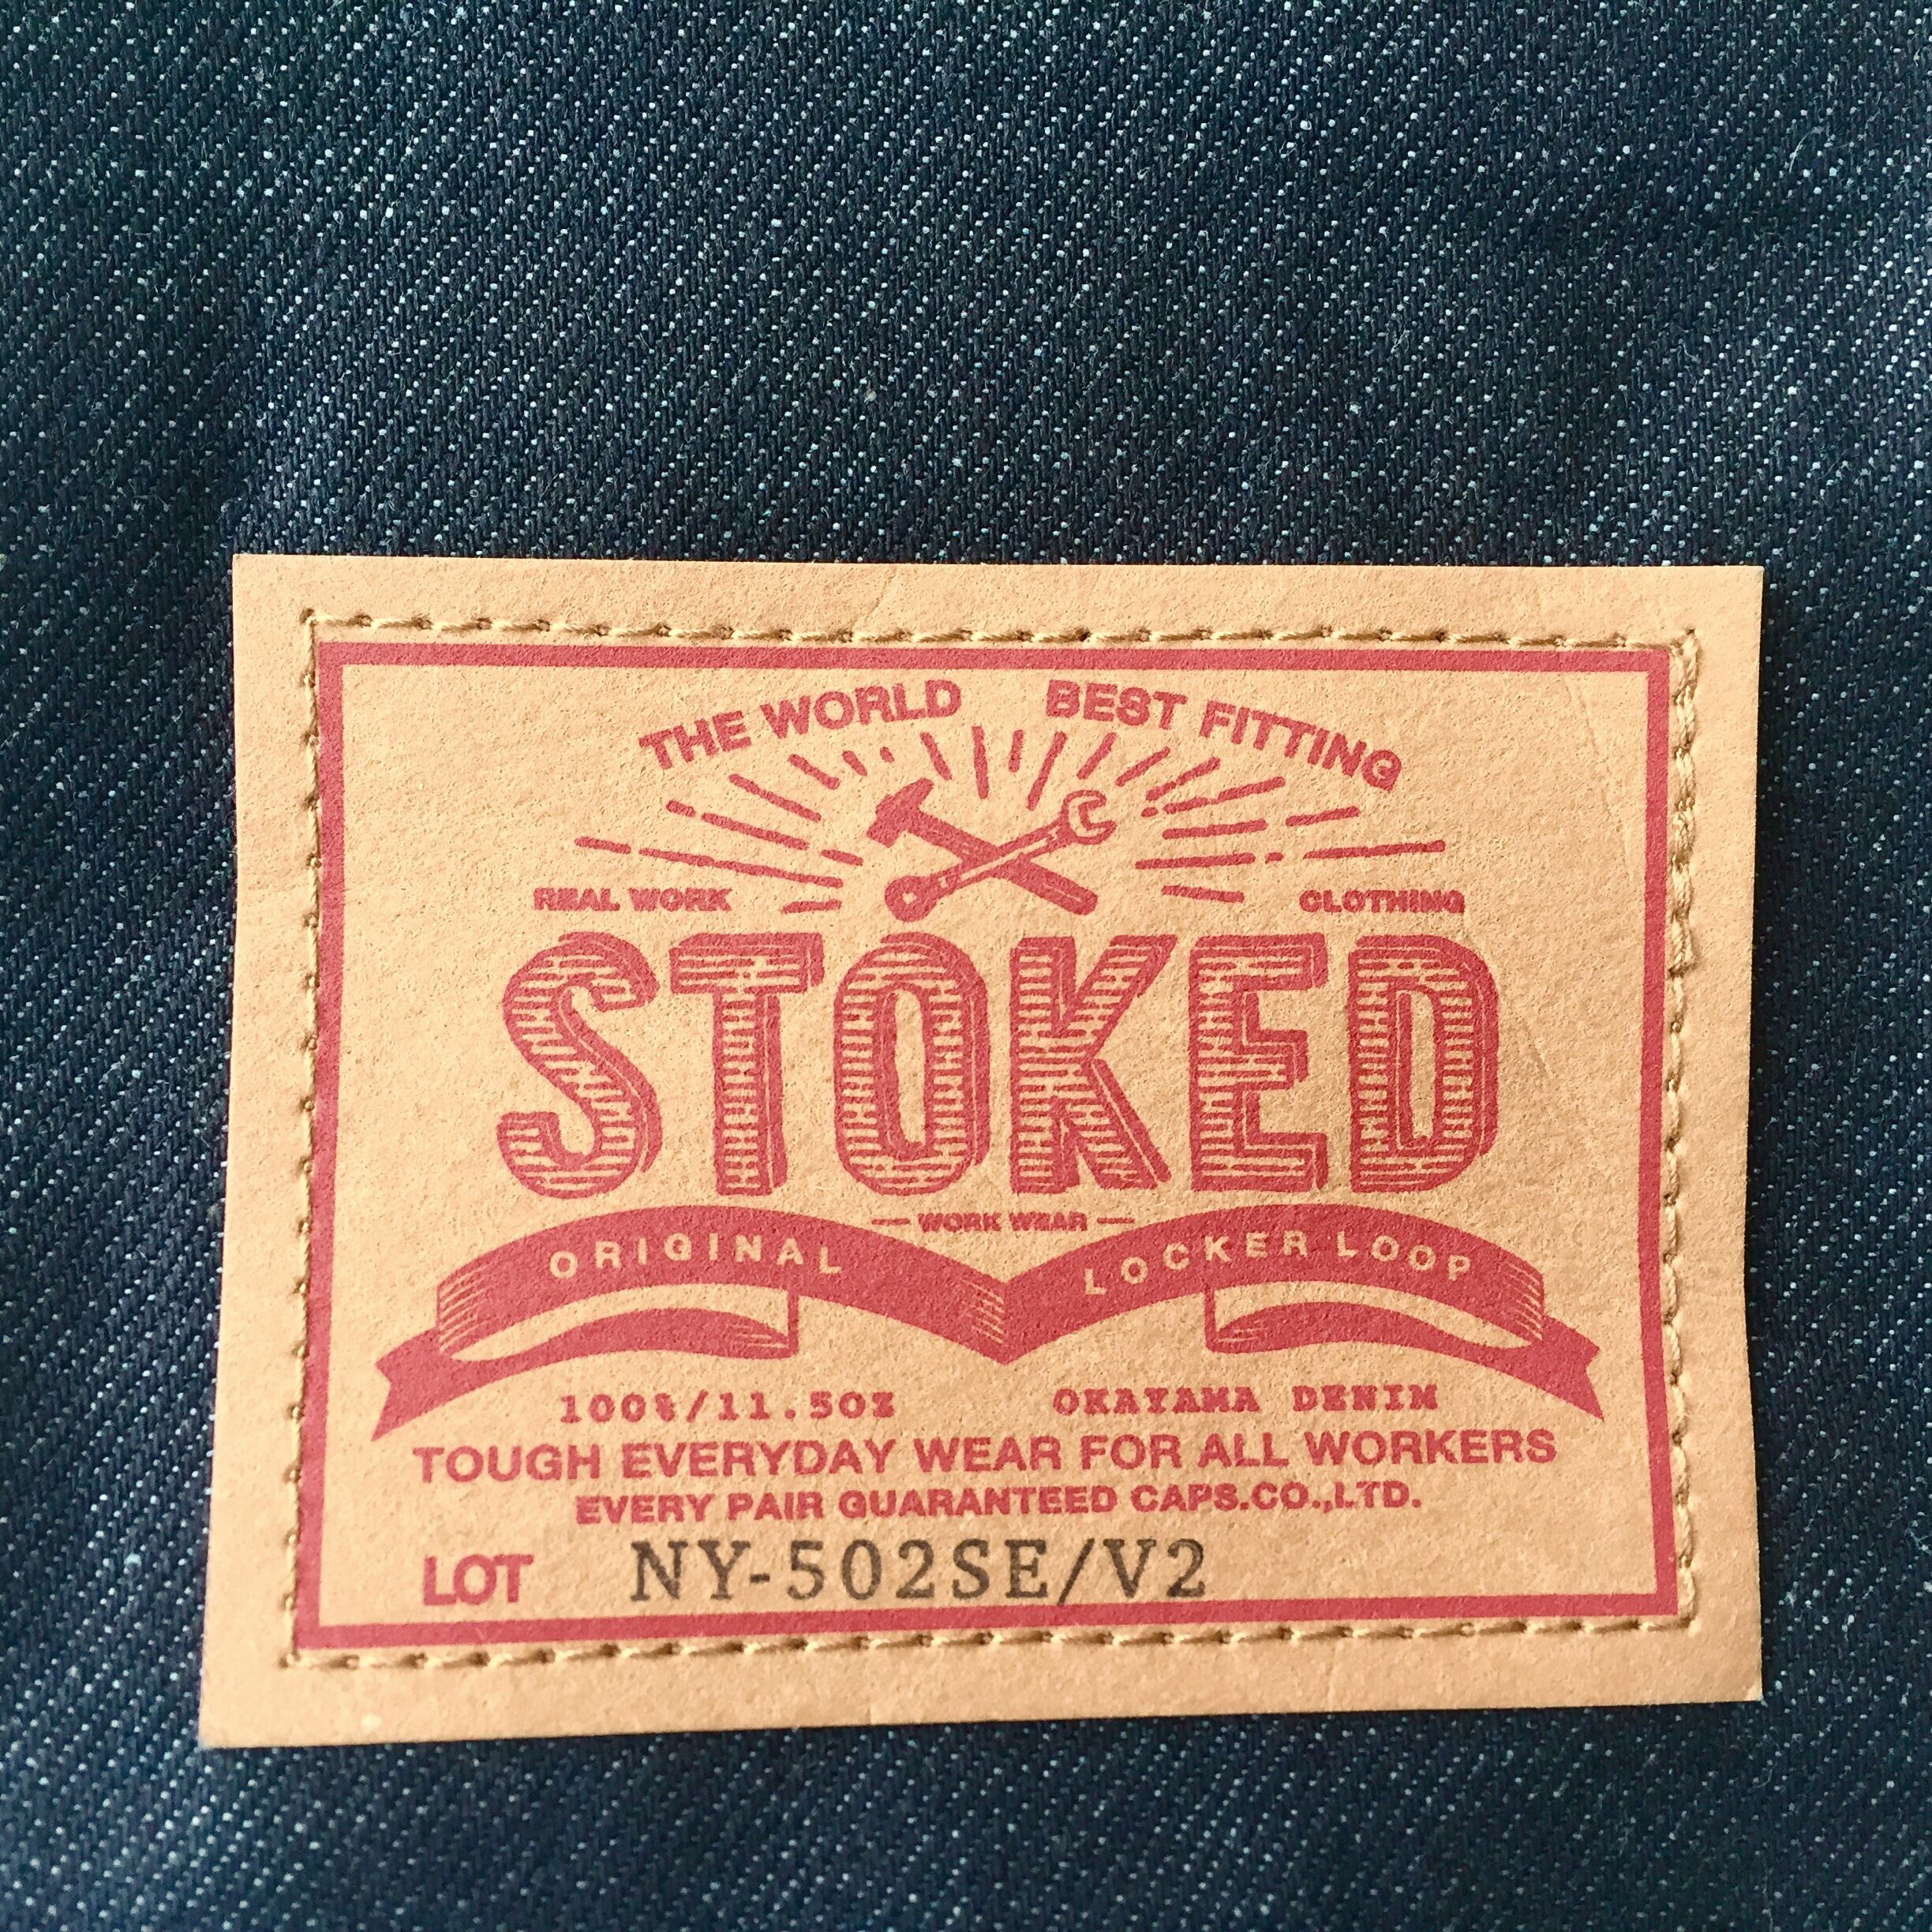 THE WORLD BEST FITTING
REAL WORK CLOTHING
STOKED
WORK WEAR
ORIGINAL LOCKER LOOP
100%/11.5OZ OKAYAMA DENIM
TOUGH EVERYDAY WEAR FOR ALL WORKERS
EVERY PAIR GUARANTEED CAPS.CO.,LTD.
LOT NY-502SE/V2